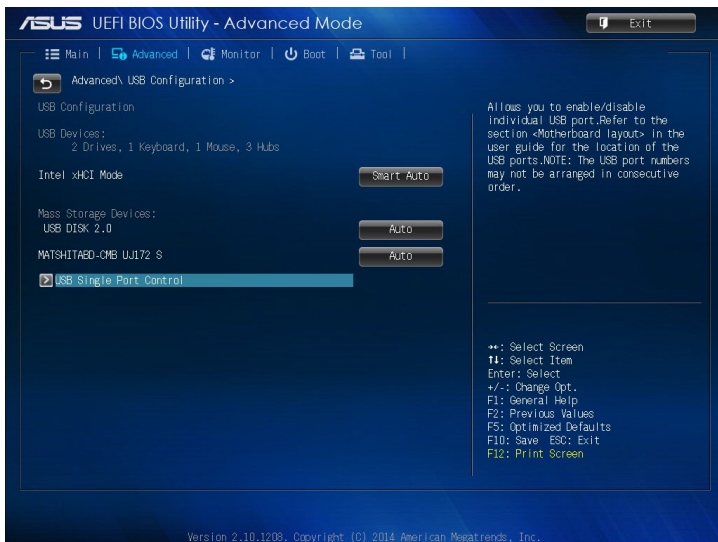 ASUS UEFI BIOS Utility - Advanced Mode
Exit
Main | Advanced | Monitor | Boot | Tool |
Advanced\ USB Configuration >
USB Configuration
USB Devices:
2 Drives, 1 Keyboard, 1 Mouse, 3 Hubs
Intel xHCI Mode Smart Auto
Mass Storage Devices:
USB DISK 2.0 Auto
MATSHITABD-CMB UJ172 S Auto
> USB Single Port Control
Allows you to enable/disable
individual USB port.Refer to the
section <Motherboard layout> in the
user guide for the location of the
USB ports.NOTE: The USB port numbers
may not be arranged in consecutive
order.
→←: Select Screen
↑↓: Select Item
Enter: Select
+/-: Change Opt.
F1: General Help
F2: Previous Values
F5: Optimized Defaults
F10: Save ESC: Exit
F12: Print Screen
Version 2.10.1208. Copyright (C) 2014 American Megatrends, Inc.